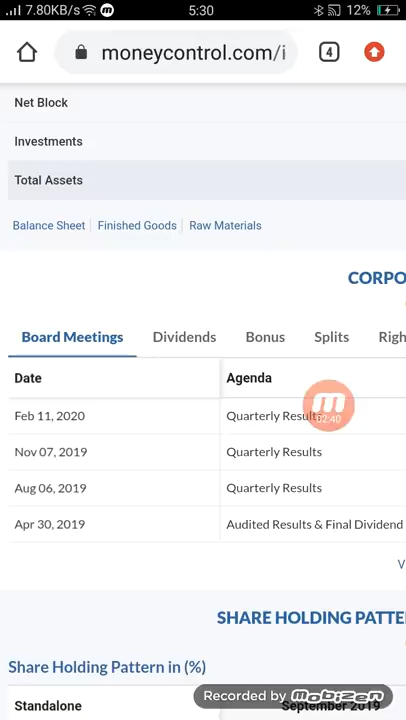 7.80KB/s 5:30 12%
moneycontrol.com/i 4
Net Block
Investments
Total Assets
Balance Sheet Finished Goods Raw Materials
CORPO
Board Meetings Dividends Bonus Splits Righ
Date Agenda
Feb 11, 2020 Quarterly Results
02:40
Nov 07, 2019 Quarterly Results
Aug 06, 2019 Quarterly Results
Apr 30, 2019 Audited Results & Final Dividend
V
SHARE HOLDING PATTE
Share Holding Pattern in (%)
Recorded by MOBIZEN
Standalone September 2019